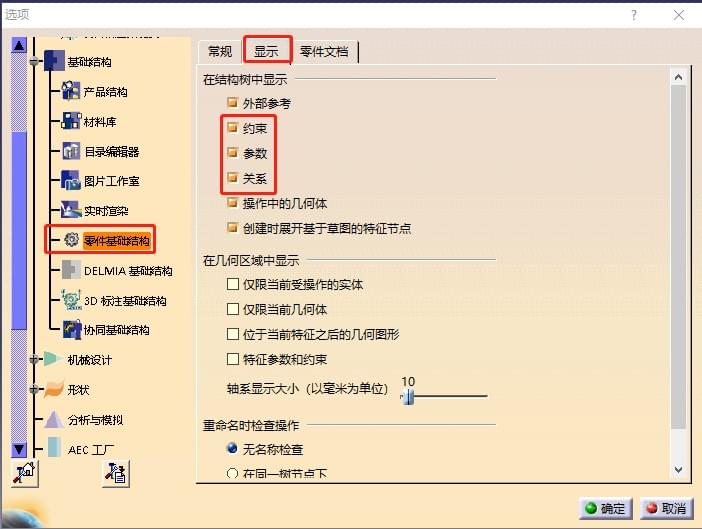 选项
基础结构
产品结构
材料库
目录编辑器
图片工作室
实时渲染
零件基础结构
DELMIA 基础结构
3D 标注基础结构
协同基础结构
机械设计
形状
分析与模拟
AEC 工厂
常规
显示
零件文档
在结构树中显示
外部参考
约束
参数
关系
操作中的几何体
创建时展开基于草图的特征节点
在几何区域中显示
仅限当前受操作的实体
仅限当前几何体
位于当前特征之后的几何图形
特征参数和约束
轴系显示大小（以毫米为单位）
10
重命名时检查操作
无名称检查
在同一树节点下
确定
取消